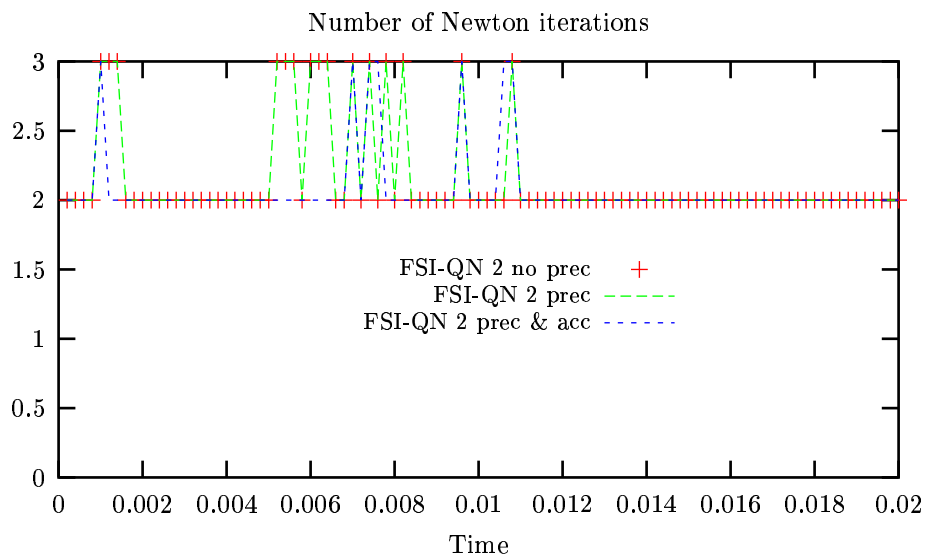 Number of Newton iterations
3
2.5
2
1.5
1
0.5
0
FSI-QN 2 no prec
FSI-QN 2 prec
FSI-QN 2 prec & acc
0 0.002 0.004 0.006 0.008 0.01 0.012 0.014 0.016 0.018 0.02
Time